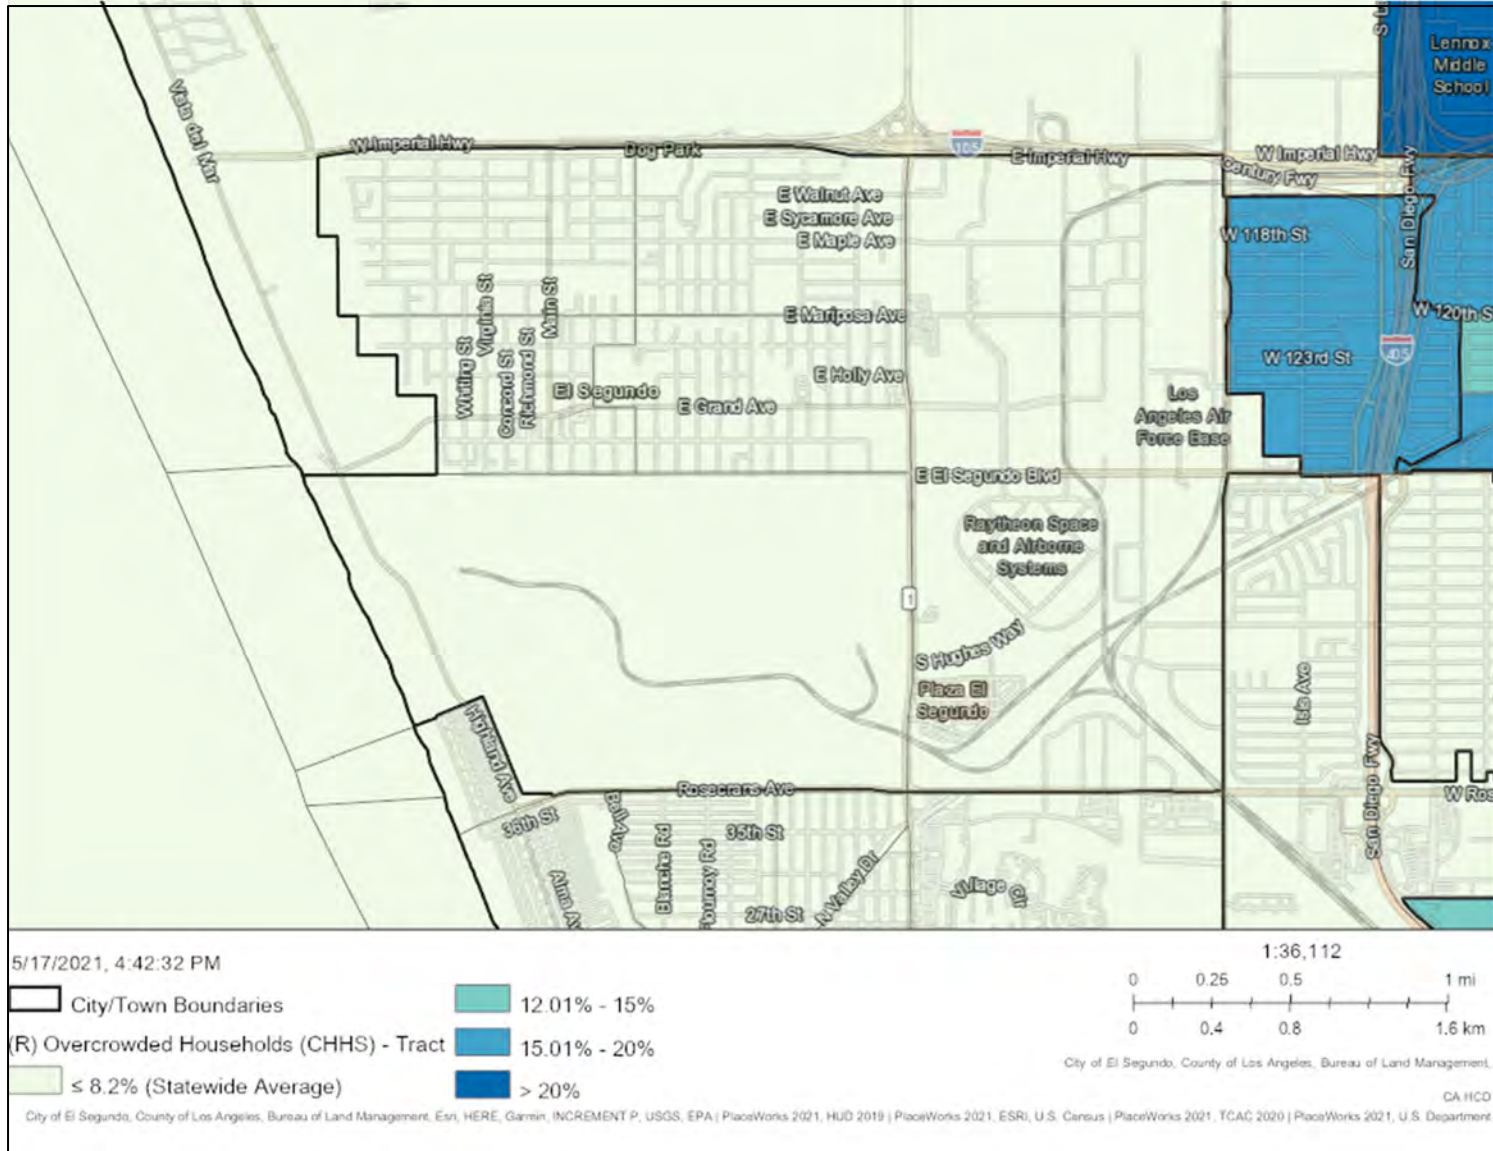 S La
Lennox
Middle
School
Vista del Mar
W Imperial Hwy
Dog Park
105
E Imperial Hwy
W Imperial Hwy
Century Fwy
San Diego Fwy
E Walnut Ave
E Sycamore Ave
E Maple Ave
W 118th St
Virginia St
Main St
E Mariposa Ave
W 120th S
Whiting St
Concord St
Richmond St
405
W 123rd St
E Holly Ave
El Segundo
E Grand Ave
Los
Angeles Air
Force Base
E El Segundo Blvd
Raytheon Space
and Airborne
Systems
1
S Hughes Way
Plaza El
Segundo
Isis Ave
Highland Ave
Rosecrans Ave
San Diego Fwy
W Ros
36th St
Bell Ave
Blanche Rd
35th St
Flournoy Rd
N Valley Dr
Village Cir
Alma Av
27th St
5/17/2021, 4:42:32 PM
City/Town Boundaries
(R) Overcrowded Households (CHHS) - Tract
≤ 8.2% (Statewide Average)
12.01% - 15%
15.01% - 20%
> 20%
1:36,112
0 0.25 0.5 1 mi
0 0.4 0.8 1.6 km
City of El Segundo, County of Los Angeles, Bureau of Land Management,
CA HCD
City of El Segundo, County of Los Angeles, Bureau of Land Management, Esri, HERE, Garmin, INCREMENT P, USGS, EPA | PlaceWorks 2021, HUD 2019 | PlaceWorks 2021, ESRI, U.S. Census | PlaceWorks 2021, TCAC 2020 | PlaceWorks 2021, U.S. Department